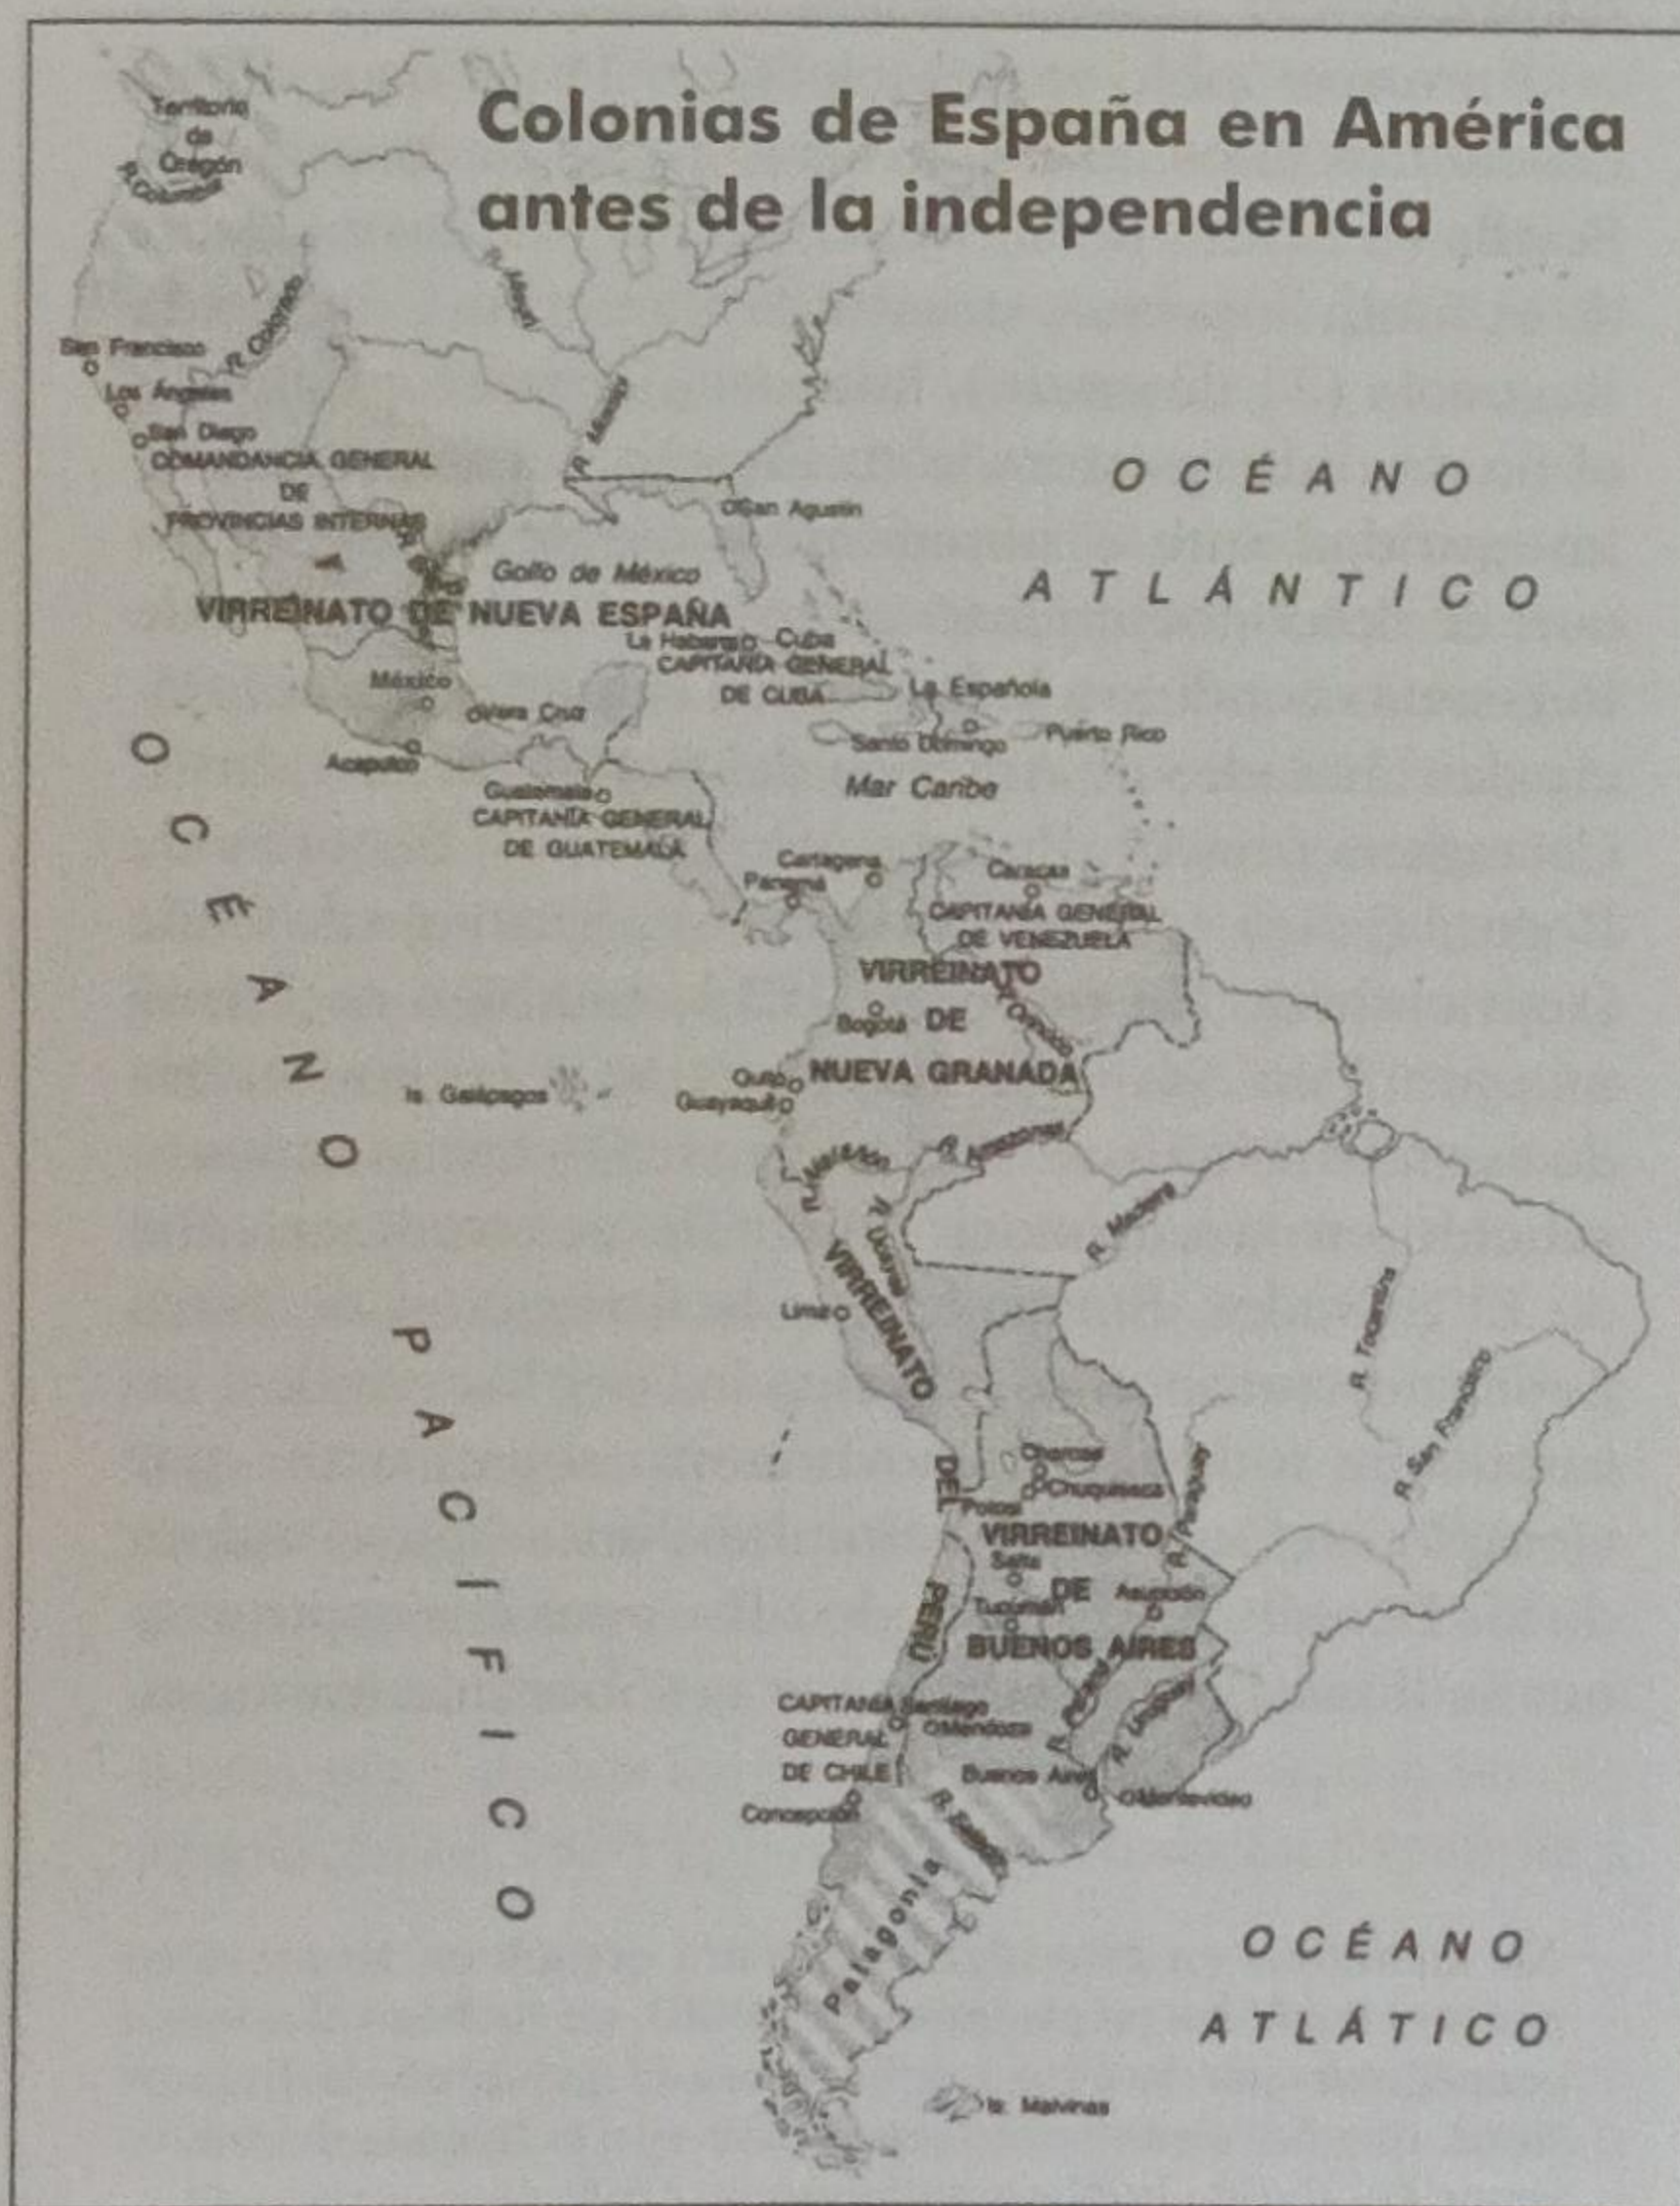 Colonias de España en América
antes de la independencia
Territorio
de
Oregón
R. Columbia
R. Colorado
R. Misuri
San Francisco
Los Ángeles
San Diego
R. Misisipí
COMANDANCIA GENERAL
DE
PROVINCIAS INTERNAS
San Agustín
OCÉANO
ATLÁNTICO
Golfo de México
VIRREINATO DE NUEVA ESPAÑA
La Habana Cuba
CAPITANÍA GENERAL
DE CUBA
La Española
México
Vera Cruz
Santo Domingo
Puerto Rico
Acapulco
Mar Caribe
Guatemala
CAPITANÍA GENERAL
DE GUATEMALA
Cartagena
Panamá
Caracas
CAPITANÍA GENERAL
DE VENEZUELA
VIRREINATO
DE
NUEVA GRANADA
Bogotá
R. Orinoco
Quito
Guayaquil
Is. Galápagos
OCÉANO PACIFICO
R. Amazonas
R. Marañón
R. Ucayali
R. Madera
VIRREINATO
DEL
PERÚ
Lima
R. Tocantins
R. San Francisco
Charcas
Chuquisaca
Potosí
R. Paraguay
VIRREINATO
DE
BUENOS AIRES
Salta
Tucumán
Asunción
CAPITANÍA
GENERAL
DE CHILE
Santiago
Mendoza
R. Paraná
R. Uruguay
Buenos Aires
Montevideo
Concepción
Patagonia
OCÉANO
ATLÁTICO
Is. Malvinas